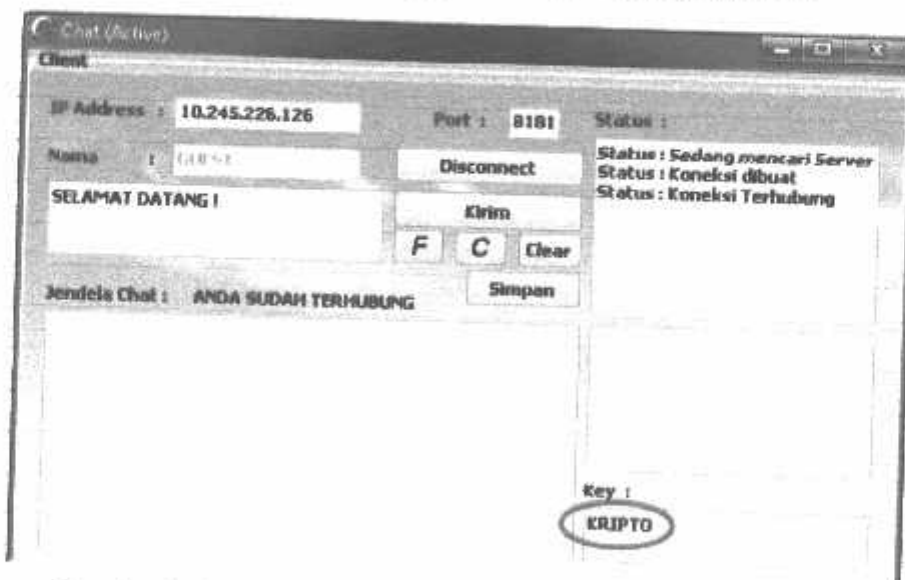 Chat (Active)
Client
IP Address : 10.245.226.126
Port : 8181
Status :
Nama :
Disconnect
Status : Sedang mencari Server
Status : Koneksi dibuat
Status : Koneksi Terhubung
SELAMAT DATANG !
Kirim
F C Clear
Simpan
Jendela Chat : ANDA SUDAH TERHUBUNG
Key :
KRIPTO